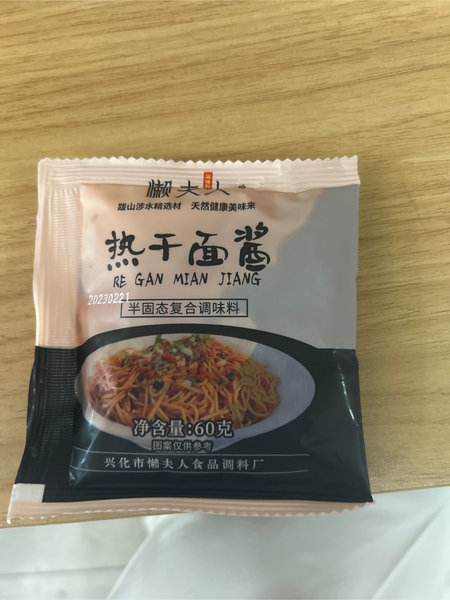 懒夫人
跋山涉水精选材 天然健康美味来
热干面酱
RE GAN MIAN JIANG
20230221
半固态复合调味料
净含量:60克
图案仅供参考
兴化市懒夫人食品调料厂